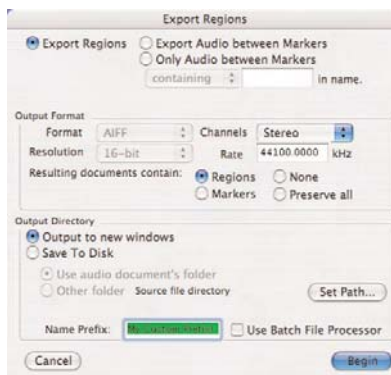 Export Regions
Export Regions Export Audio between Markers
Only Audio between Markers
containing in name.
Output Format
Format AIFF Channels Stereo
Resolution 16-bit Rate 44100.0000 kHz
Resulting documents contain: Regions None
Markers Preserve all
Output Directory
Output to new windows
Save To Disk
Use audio document's folder
Other folder Source file directory Set Path...
Name Prefix: My Use Batch File Processor
Cancel Begin